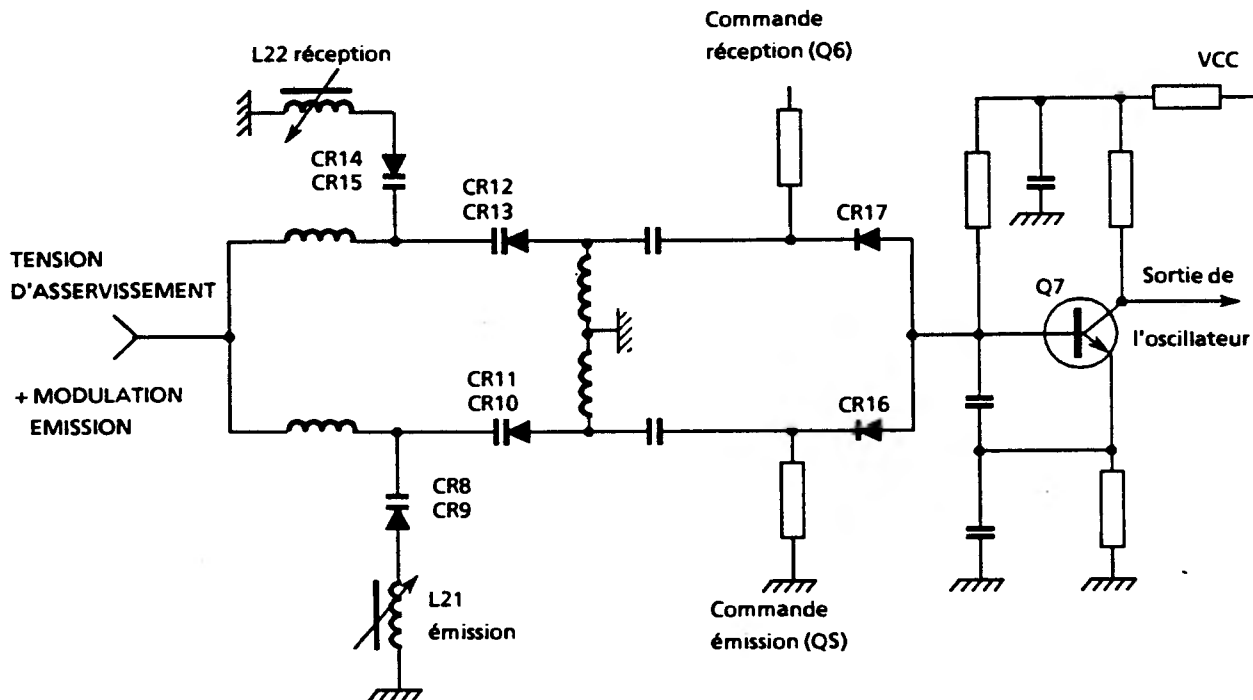 Commande
réception (Q6)
L22 réception
VCC
CR14
CR15
CR12
CR13
CR17
TENSION
D'ASSERVISSEMENT
Q7
Sortie de
l'oscillateur
+ MODULATION
EMISSION
CR11
CR10
CR16
CR8
CR9
L21
émission
Commande
émission (QS)